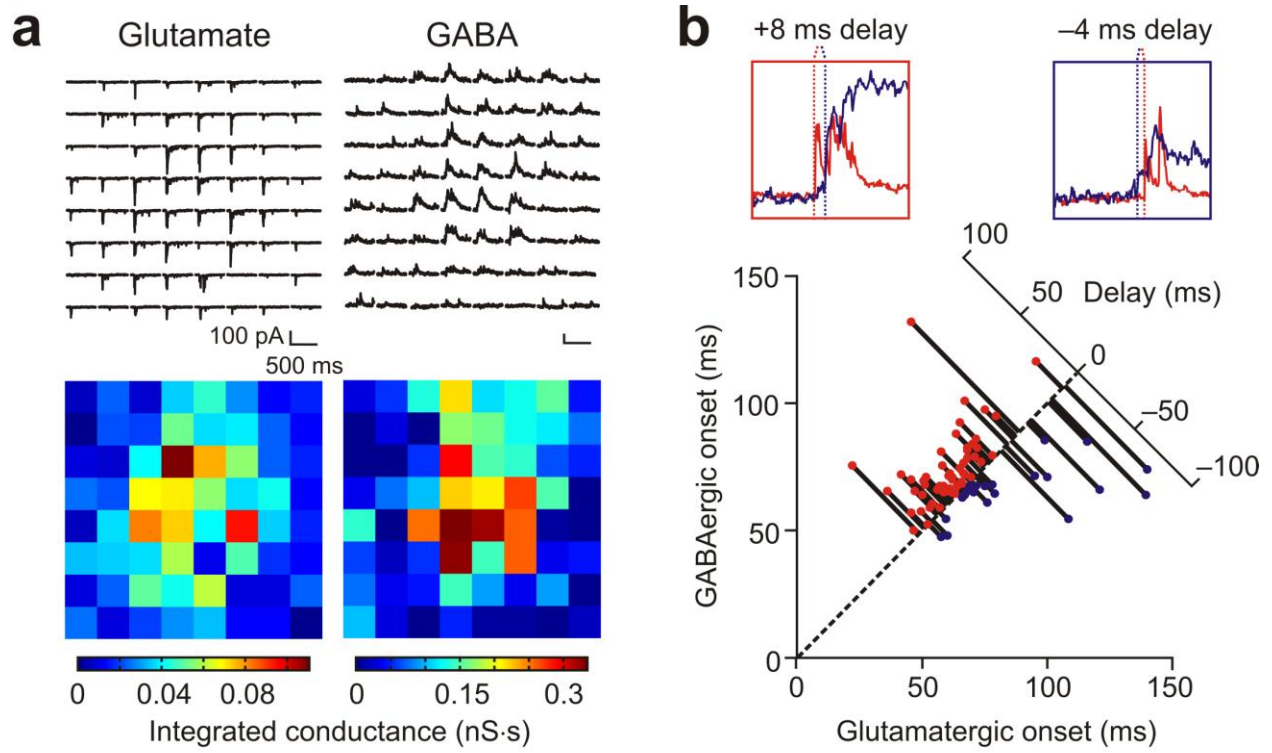 a
Glutamate
GABA
100 pA
500 ms
0
0.04
0.08
0
0.15
0.3
Integrated conductance (nS·s)
b
+8 ms delay
–4 ms delay
100
50
Delay (ms)
0
–50
–100
150
100
50
0
GABAergic onset (ms)
0
50
100
150
Glutamatergic onset (ms)